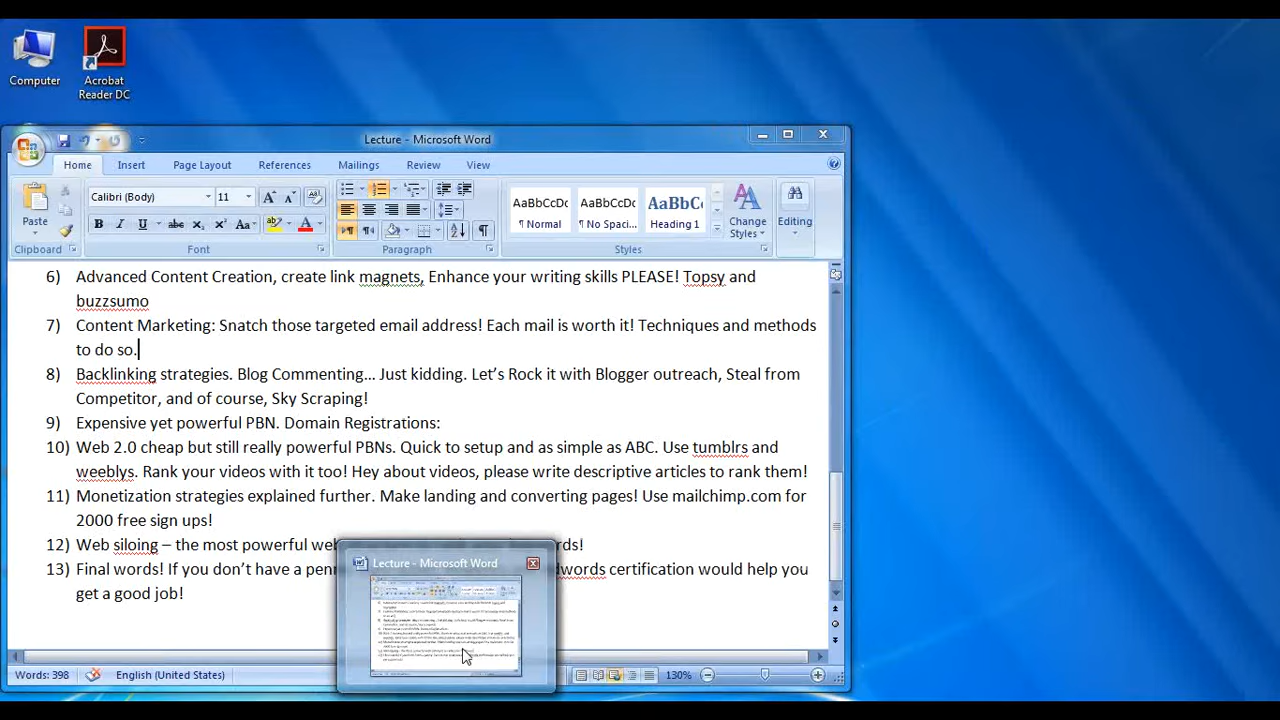 Computer
Acrobat
Reader DC
Lecture - Microsoft Word
Home Insert Page Layout References Mailings Review View
Calibri (Body) 11
AaBbCcDc AaBbCcDc AaBbC
Paste
¶ Normal ¶ No Spaci... Heading 1
Change
Styles
Editing
Clipboard Font Paragraph Styles
6) Advanced Content Creation, create link magnets, Enhance your writing skills PLEASE! Topsy and
buzzsumo
7) Content Marketing: Snatch those targeted email address! Each mail is worth it! Techniques and methods
to do so.
8) Backlinking strategies. Blog Commenting... Just kidding. Let’s Rock it with Blogger outreach, Steal from
Competitor, and of course, Sky Scraping!
9) Expensive yet powerful PBN. Domain Registrations:
10) Web 2.0 cheap but still really powerful PBNs. Quick to setup and as simple as ABC. Use tumblrs and
weeblys. Rank your videos with it too! Hey about videos, please write descriptive articles to rank them!
11) Monetization strategies explained further. Make landing and converting pages! Use mailchimp.com for
2000 free sign ups!
12) Web siloing – the most powerful
13) Final words! If you don’t have a certification would help you
get a good job!
Lecture - Microsoft Word
Words: 398 English (United States) 130%